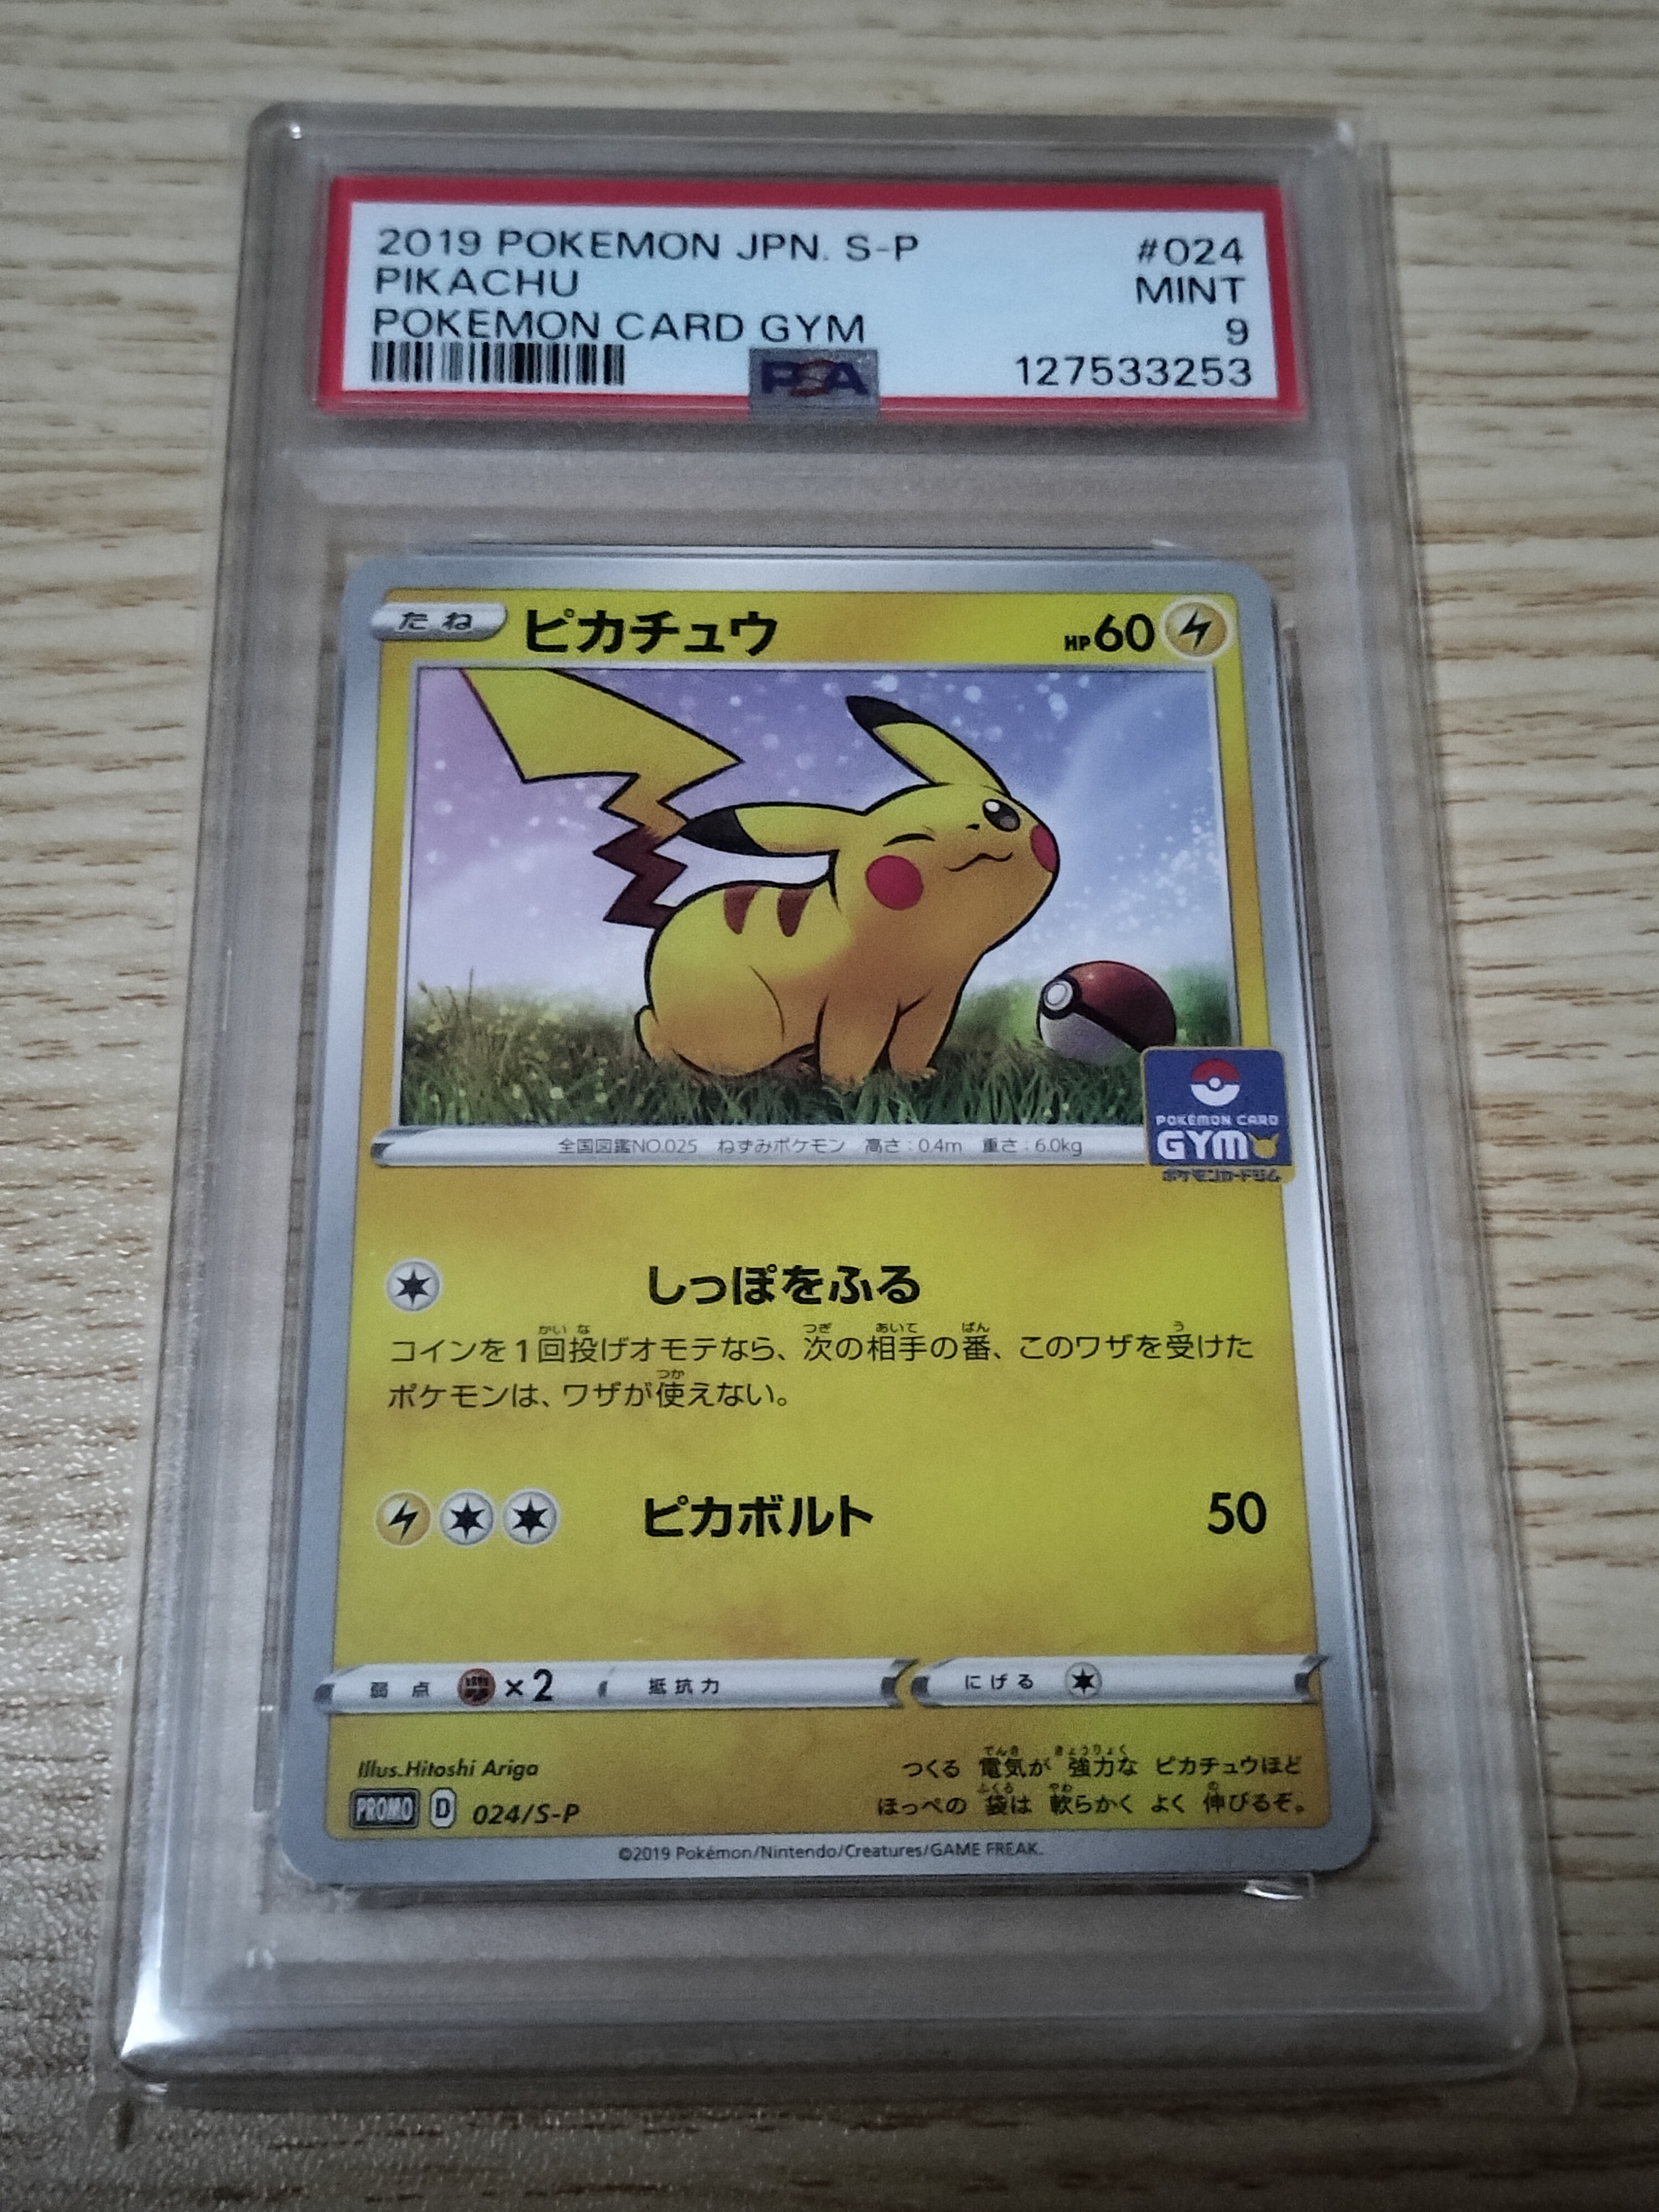 2019 POKEMON JPN. S-P #024
PIKACHU MINT
POKEMON CARD GYM 9
PSA 127533253
たね ピカチュウ HP60
POKÉMON CARD
GYM
ポケモンカードジム
全国図鑑NO.025 ねずみポケモン 高さ:0.4m 重さ:6.0kg
しっぽをふる
コインを1回投げオモテなら、次の相手の番、このワザを受けた
ポケモンは、ワザが使えない。
ピカボルト 50
弱点 ×2 抵抗力 にげる
Illus.Hitoshi Ariga
PROMO D 024/S-P
つくる 電気が 強力な ピカチュウほど
ほっぺの 袋は 軟らかく よく 伸びるぞ。
©2019 Pokémon/Nintendo/Creatures/GAME FREAK.